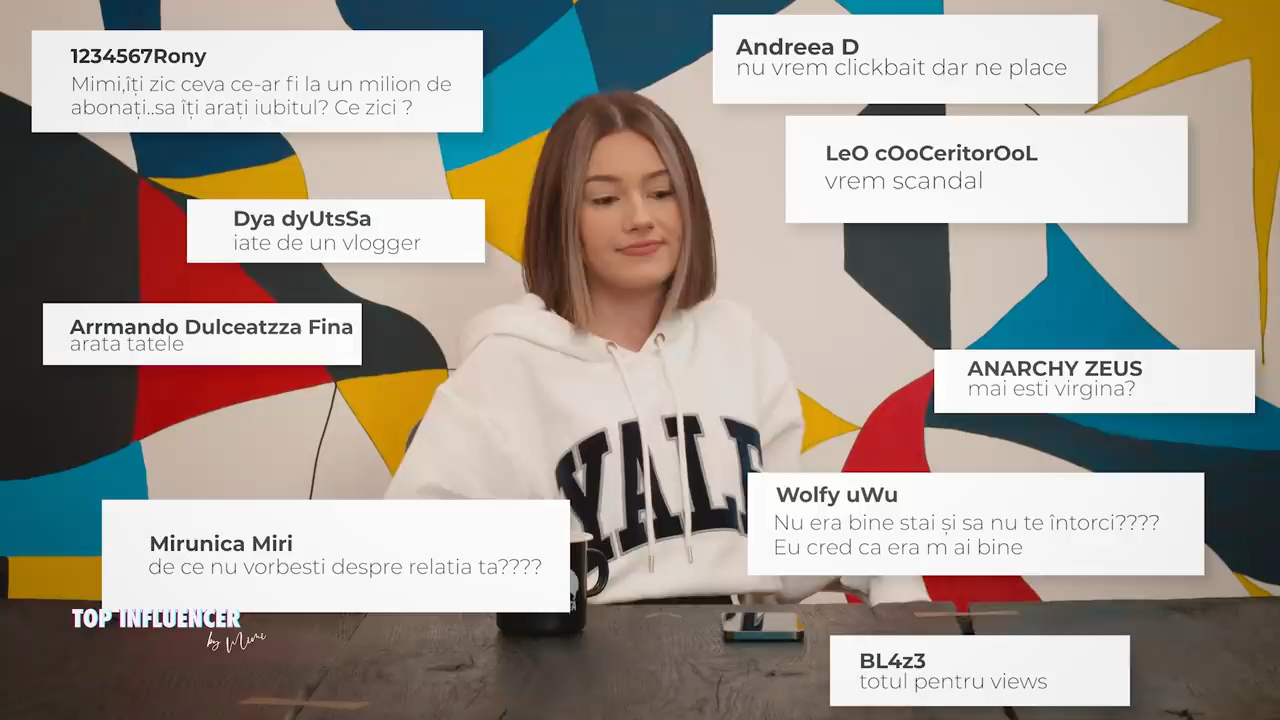 1234567Rony
Mimi,îți zic ceva ce-ar fi la un milion de
abonați..sa îți arați iubitul? Ce zici ?
Andreea D
nu vrem clickbait dar ne place
LeO cOoCeritorOoL
vrem scandal
Dya dyUtsSa
iate de un vlogger
Arrmando Dulceatzza Fina
arata tatele
ANARCHY ZEUS
mai esti virgina?
YALE
Wolfy uWu
Nu era bine stai și sa nu te întorci????
Eu cred ca era m ai bine
Mirunica Miri
de ce nu vorbesti despre relatia ta????
TOP INFLUENCER
by Mimi
BL4z3
totul pentru views